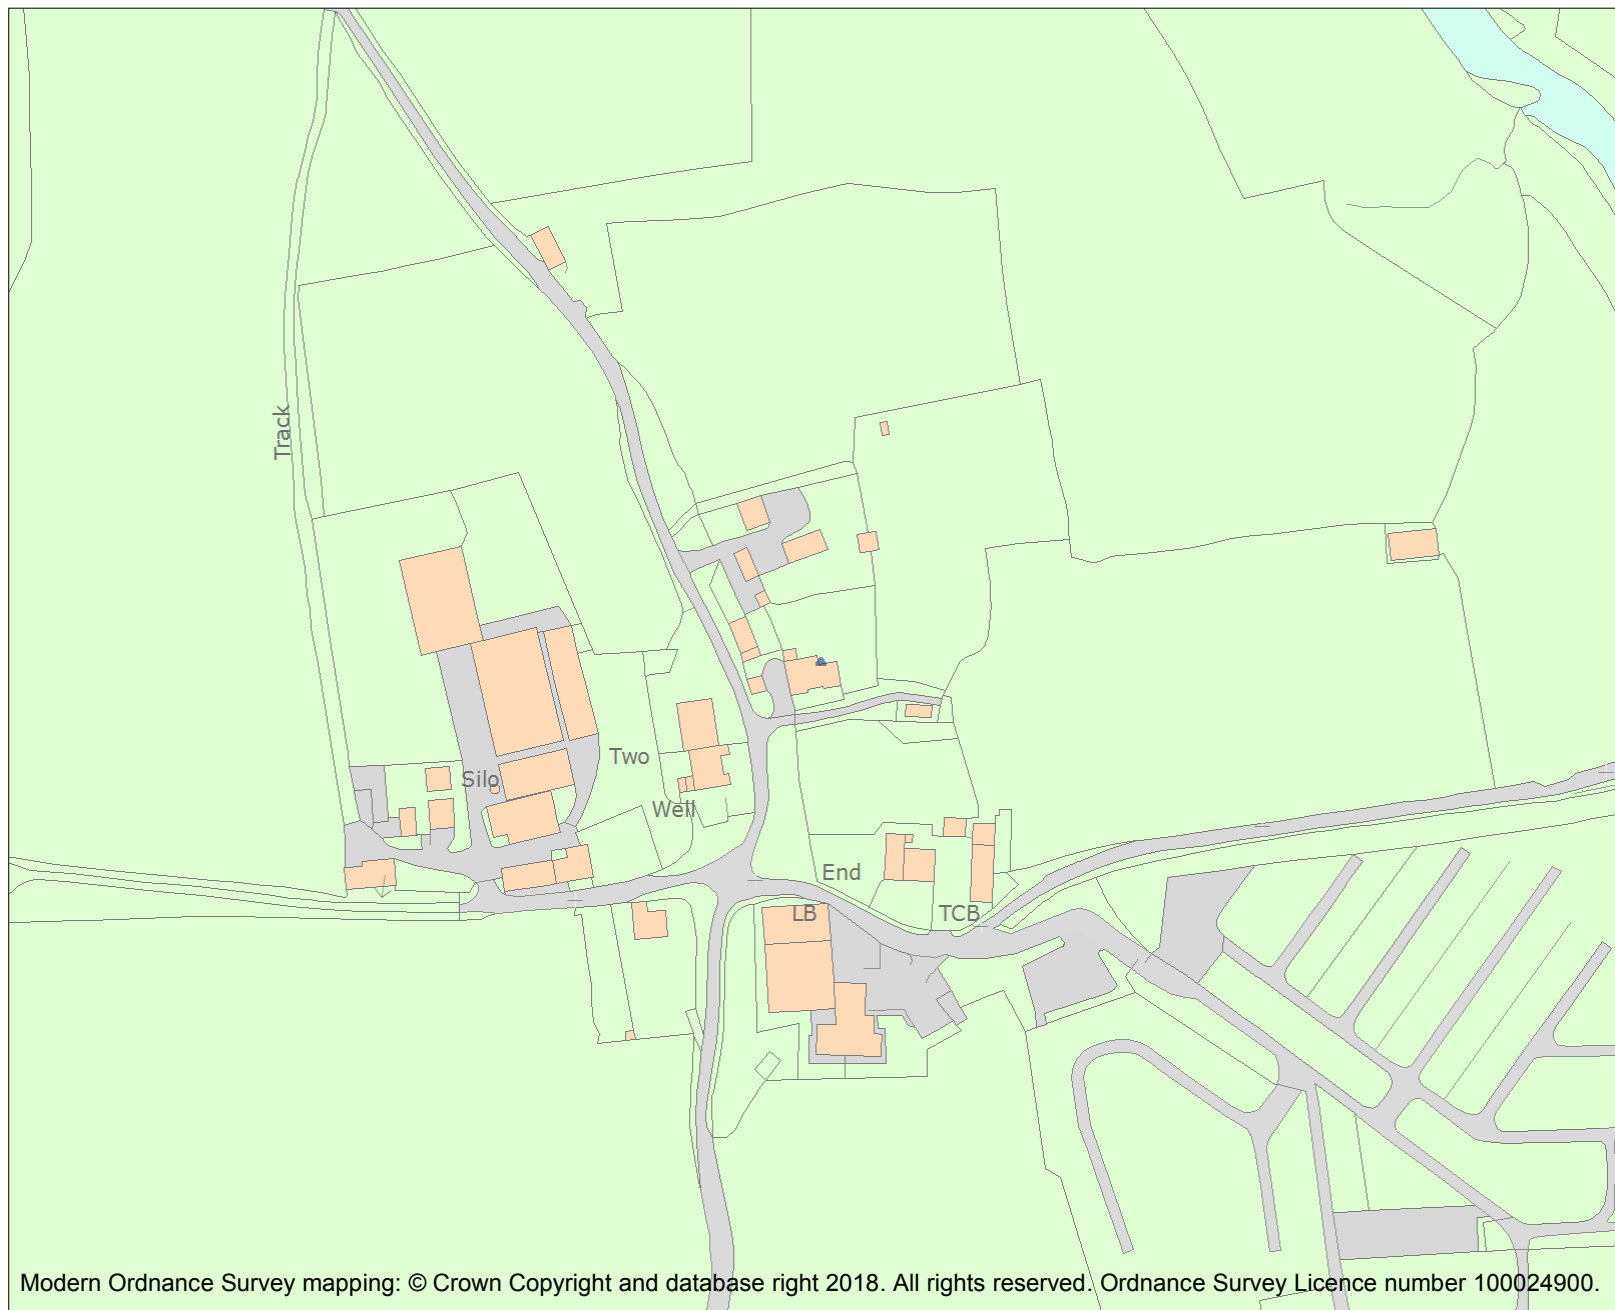 Track
Two
Silo
Well
End
LB
TCB
Modern Ordnance Survey mapping: © Crown Copyright and database right 2018. All rights reserved. Ordnance Survey Licence number 100024900.